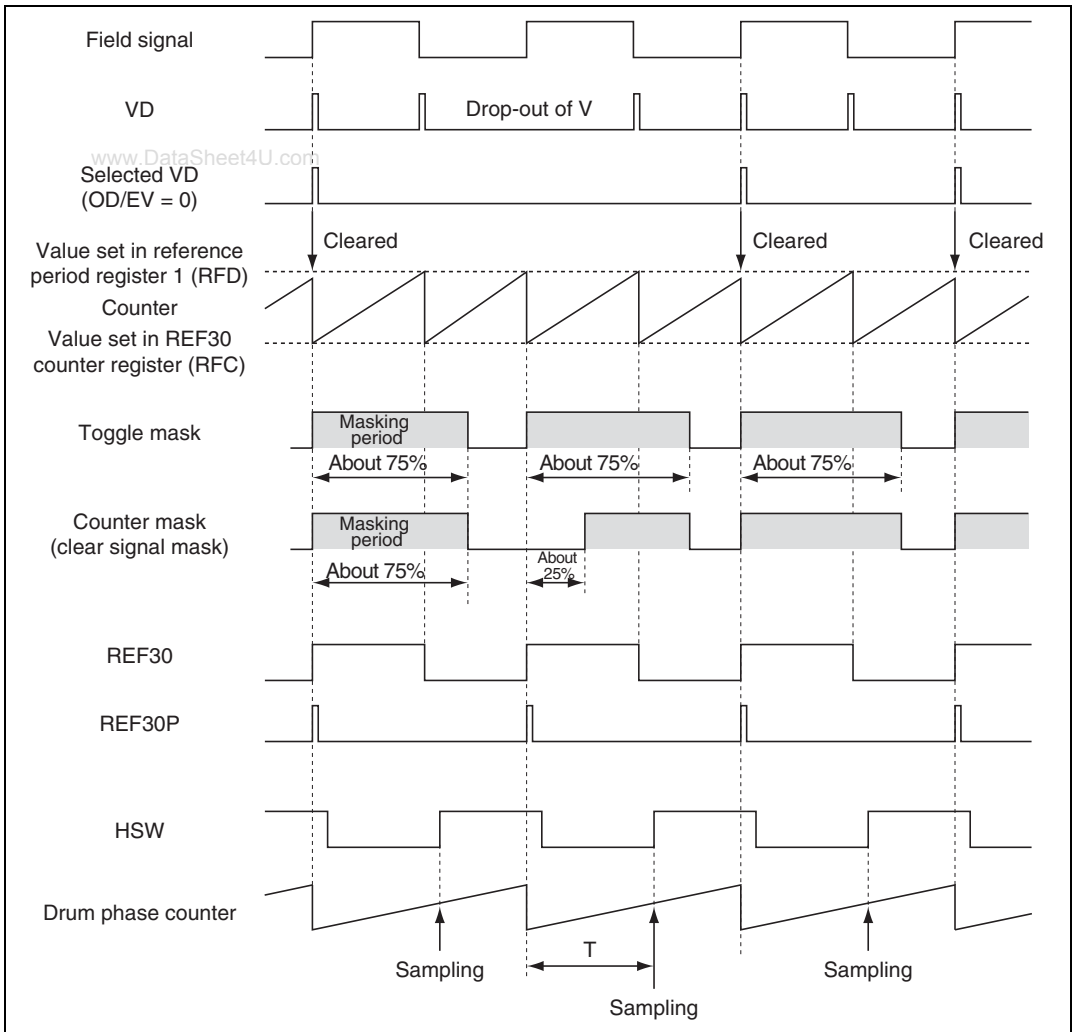 Field signal
VD
Drop-out of V
www.DataSheet4U.com
Selected VD
(OD/EV = 0)
Cleared
Cleared
Cleared
Value set in reference
period register 1 (RFD)
Counter
Value set in REF30
counter register (RFC)
Toggle mask
Masking
period
About 75%
About 75%
About 75%
Counter mask
(clear signal mask)
Masking
period
About 75%
About
25%
REF30
REF30P
HSW
Drum phase counter
T
Sampling
Sampling
Sampling